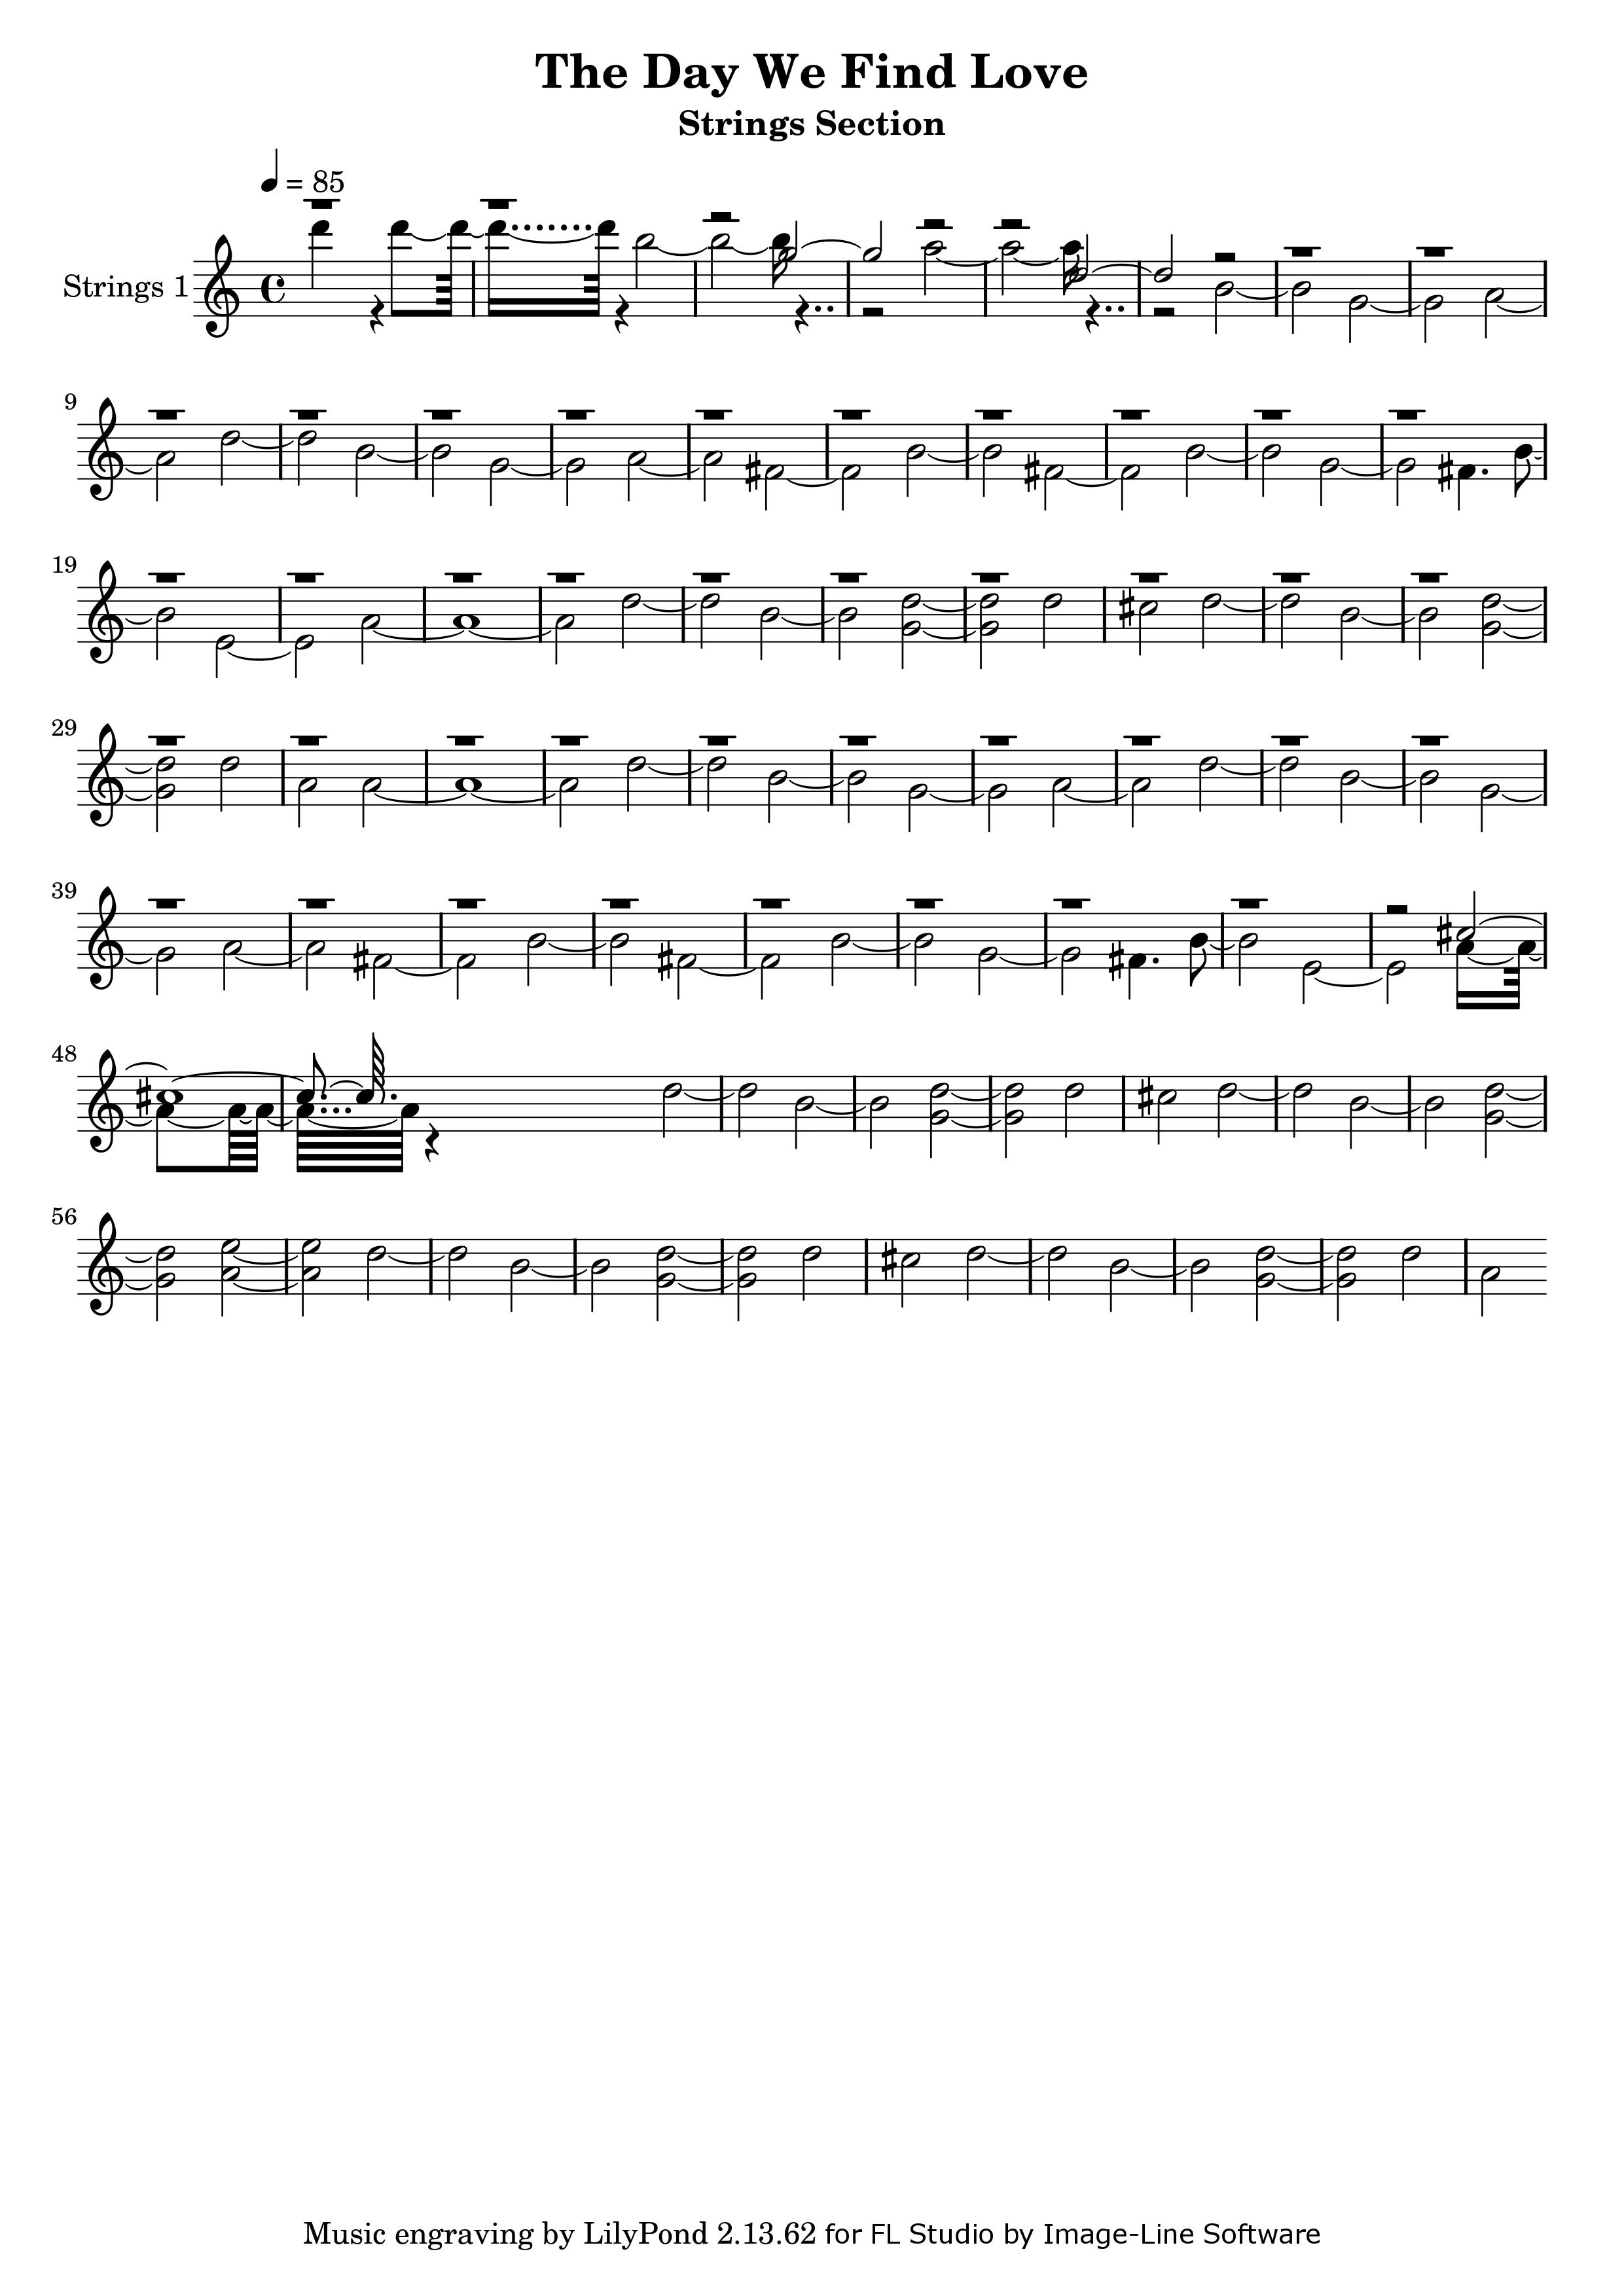 The Day We Find Love
Strings Section
= 85
Strings 1
9
19
29
39
48
56
Music engraving by LilyPond 2.13.62 for FL Studio by Image-Line Software